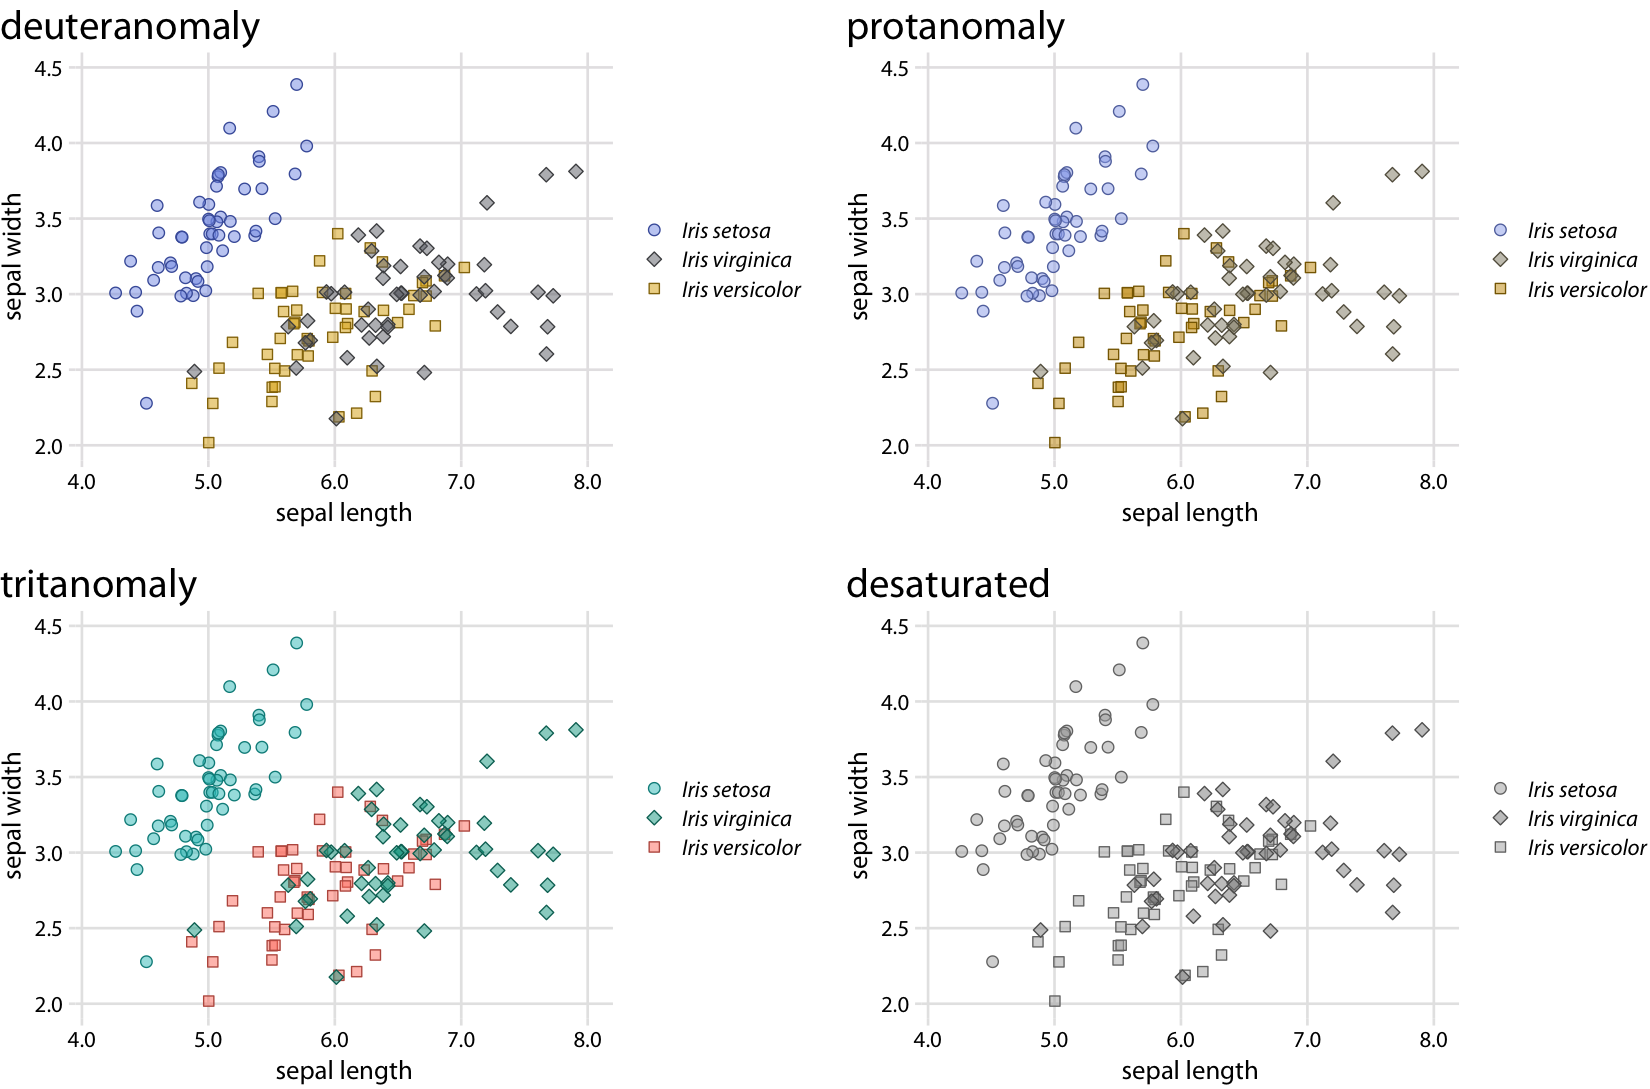 deuteranomaly
4.5
4.0
3.5
3.0
2.5
2.0
sepal width
4.0 5.0 6.0 7.0 8.0
sepal length
Iris setosa
Iris virginica
Iris versicolor
protanomaly
4.5
4.0
3.5
3.0
2.5
2.0
sepal width
4.0 5.0 6.0 7.0 8.0
sepal length
Iris setosa
Iris virginica
Iris versicolor
tritanomaly
4.5
4.0
3.5
3.0
2.5
2.0
sepal width
4.0 5.0 6.0 7.0 8.0
sepal length
Iris setosa
Iris virginica
Iris versicolor
desaturated
4.5
4.0
3.5
3.0
2.5
2.0
sepal width
4.0 5.0 6.0 7.0 8.0
sepal length
Iris setosa
Iris virginica
Iris versicolor